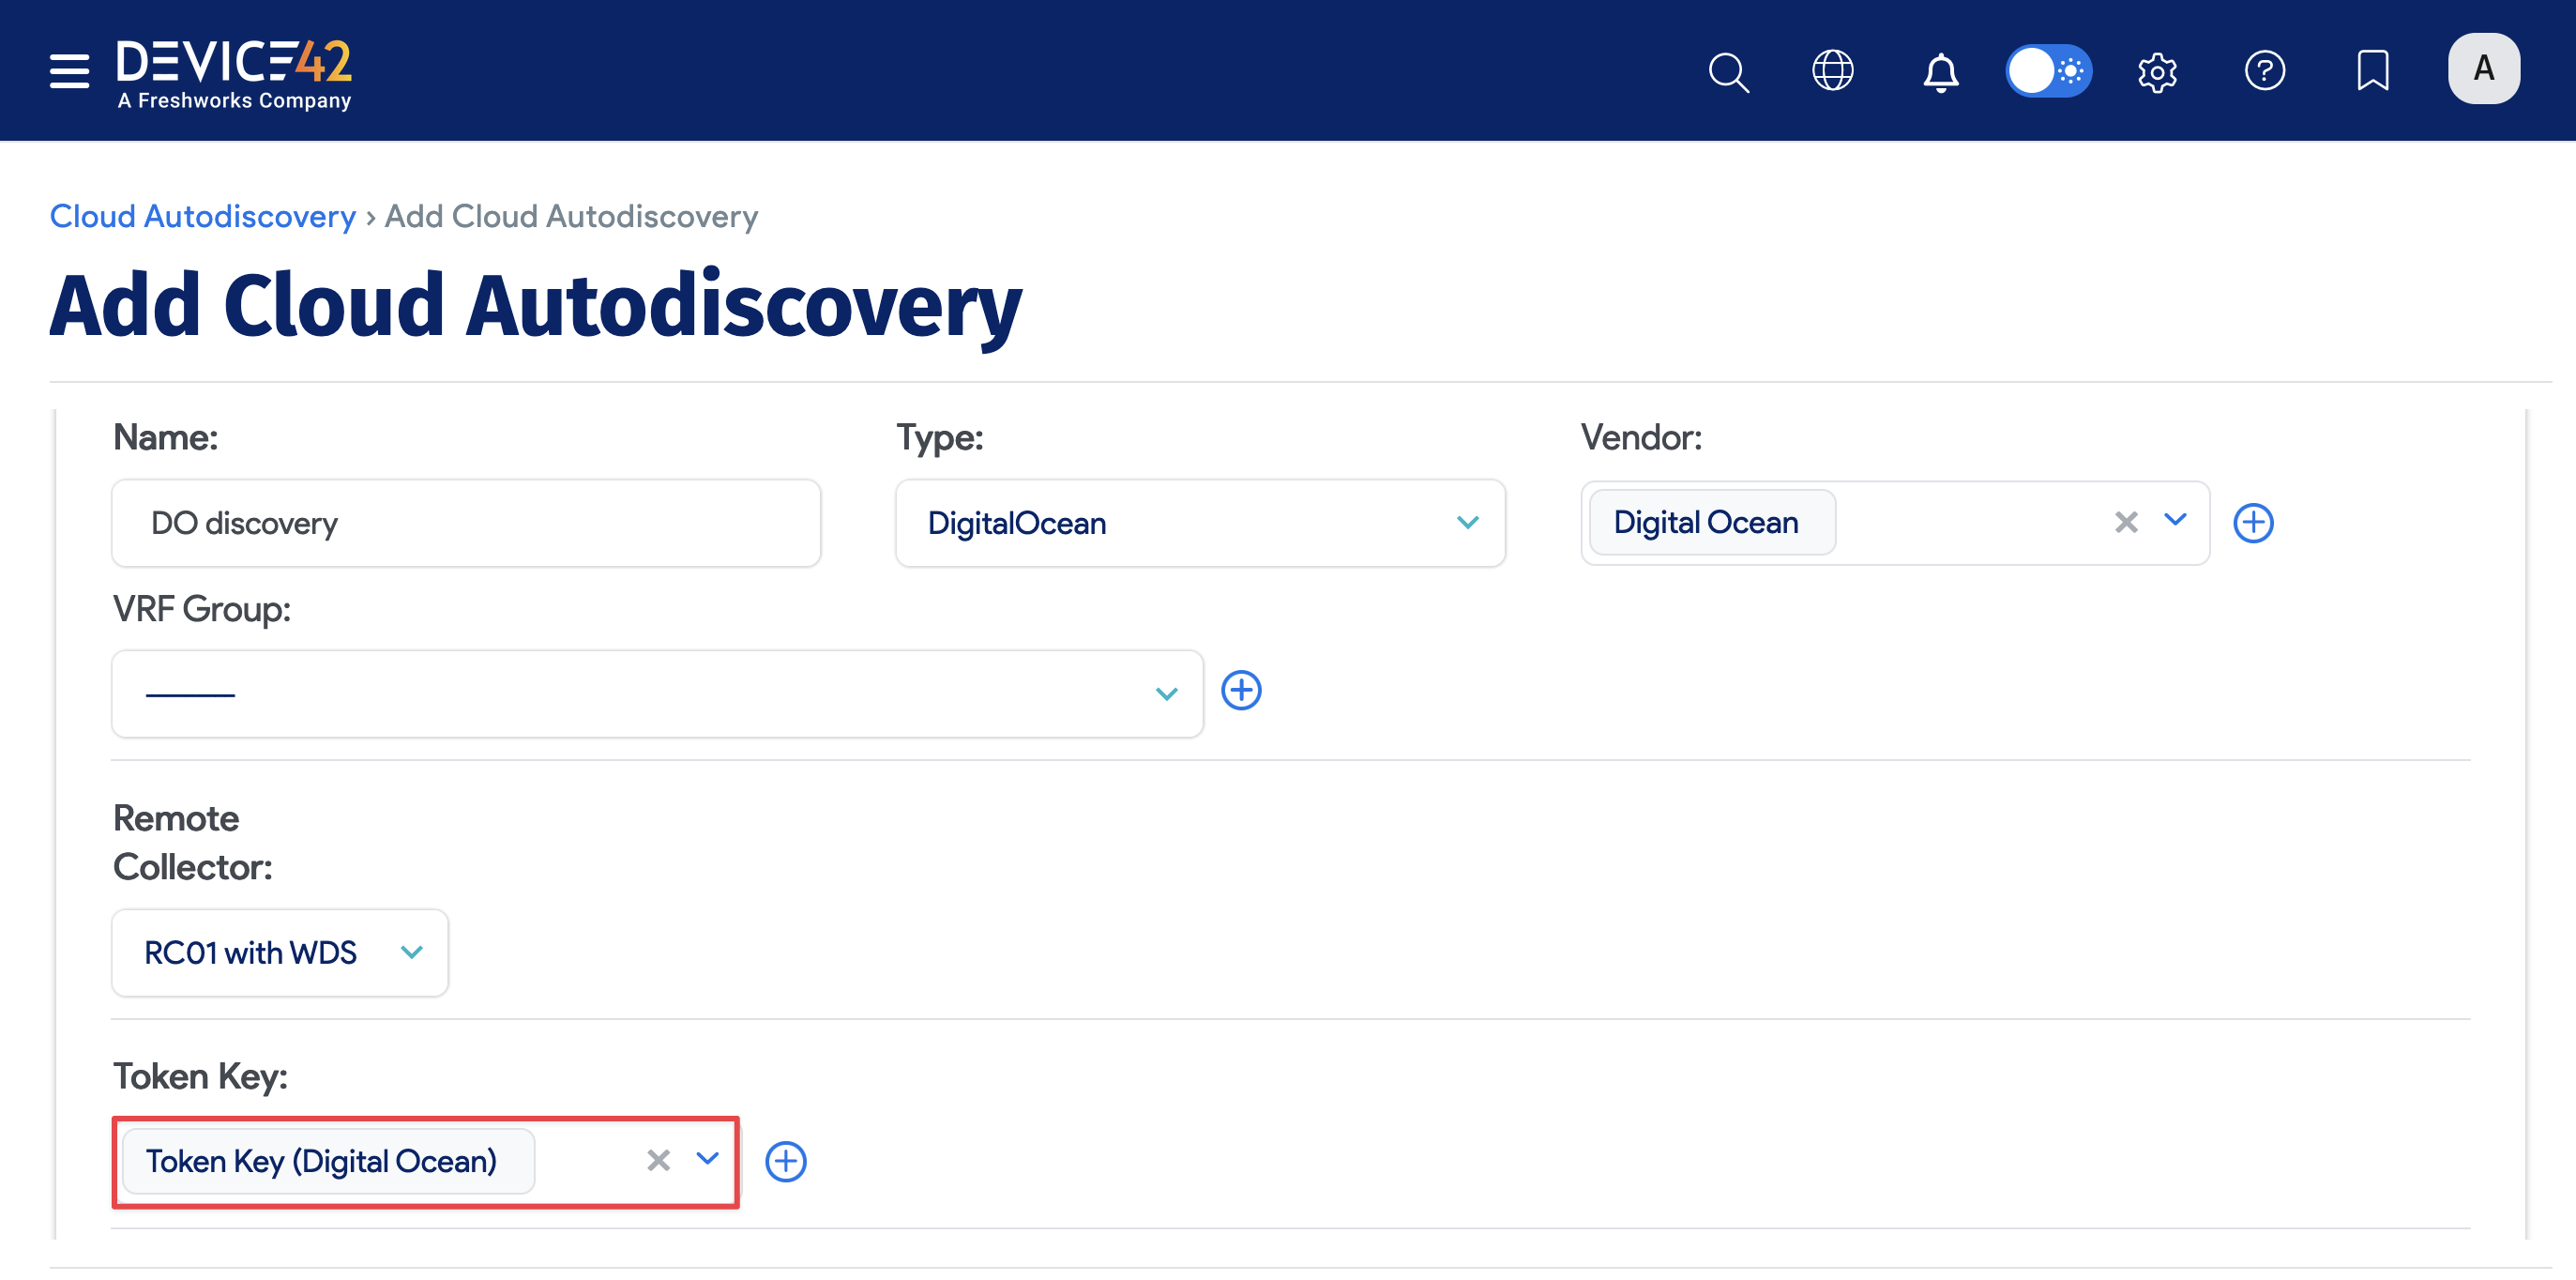 DEVICE42
A Freshworks Company
A
Cloud Autodiscovery › Add Cloud Autodiscovery
Add Cloud Autodiscovery
Name: Type: Vendor:
DO discovery DigitalOcean Digital Ocean
VRF Group:
---------
Remote
Collector:
RC01 with WDS
Token Key:
Token Key (Digital Ocean)